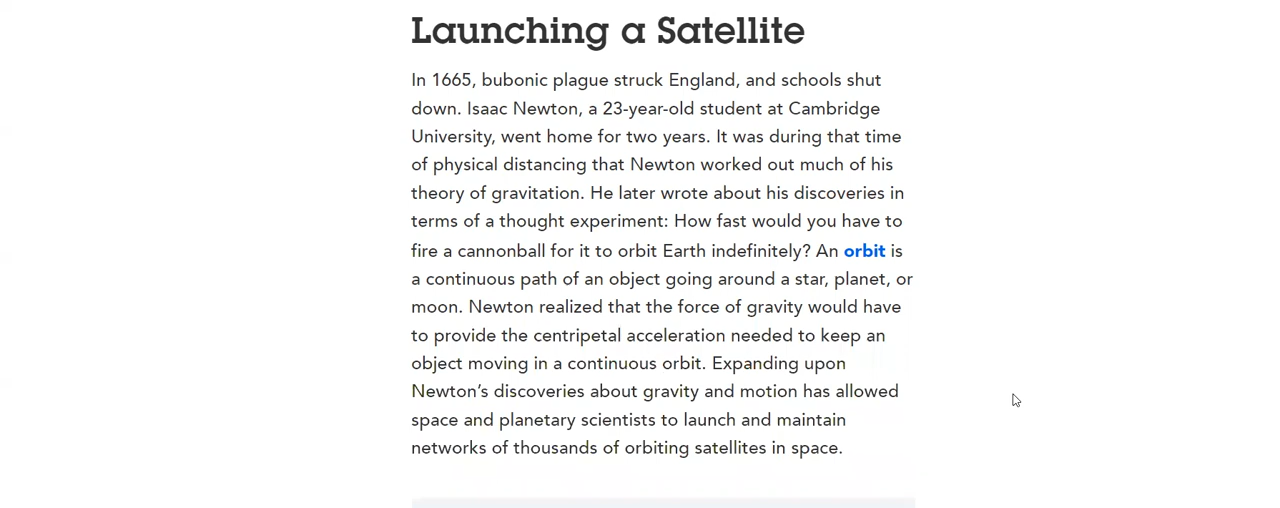 Launching a Satellite
In 1665, bubonic plague struck England, and schools shut
down. Isaac Newton, a 23-year-old student at Cambridge
University, went home for two years. It was during that time
of physical distancing that Newton worked out much of his
theory of gravitation. He later wrote about his discoveries in
terms of a thought experiment: How fast would you have to
fire a cannonball for it to orbit Earth indefinitely? An orbit is
a continuous path of an object going around a star, planet, or
moon. Newton realized that the force of gravity would have
to provide the centripetal acceleration needed to keep an
object moving in a continuous orbit. Expanding upon
Newton’s discoveries about gravity and motion has allowed
space and planetary scientists to launch and maintain
networks of thousands of orbiting satellites in space.